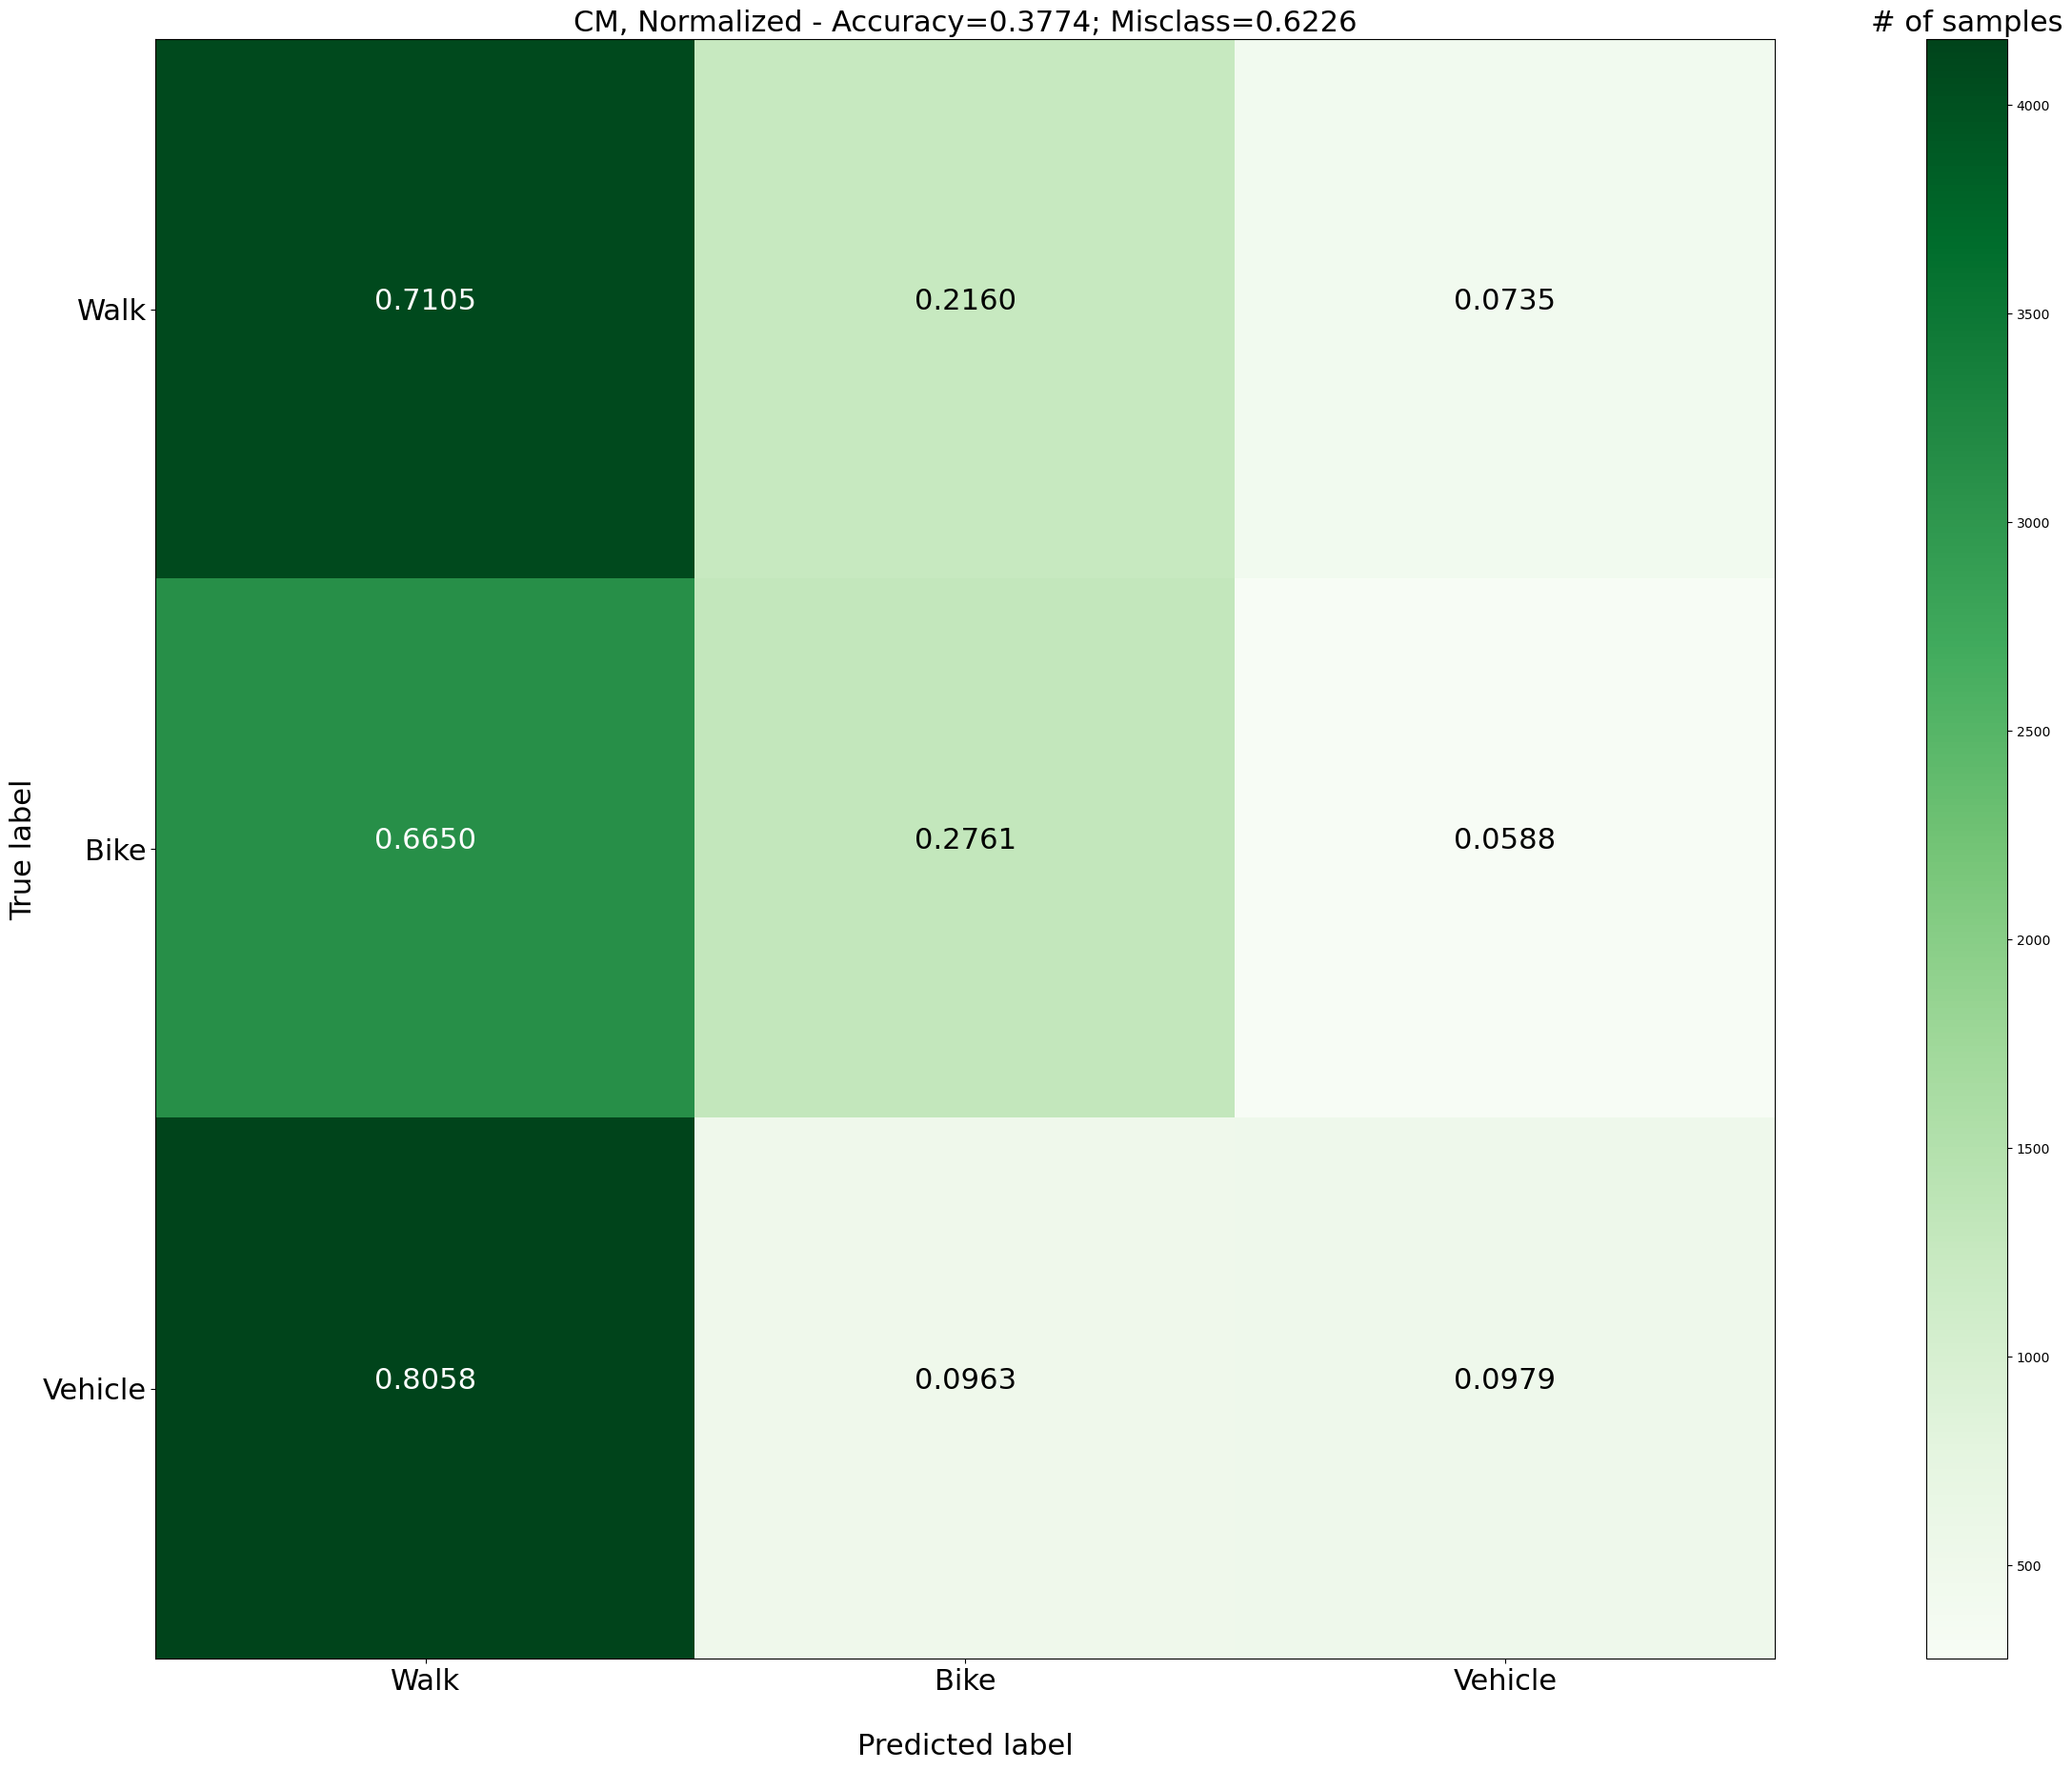 CM, Normalized - Accuracy=0.3774; Misclass=0.6226
# of samples
True label
Walk
0.7105
0.2160
0.0735
Bike
0.6650
0.2761
0.0588
Vehicle
0.8058
0.0963
0.0979
Walk
Bike
Vehicle
Predicted label
4000
3500
3000
2500
2000
1500
1000
500